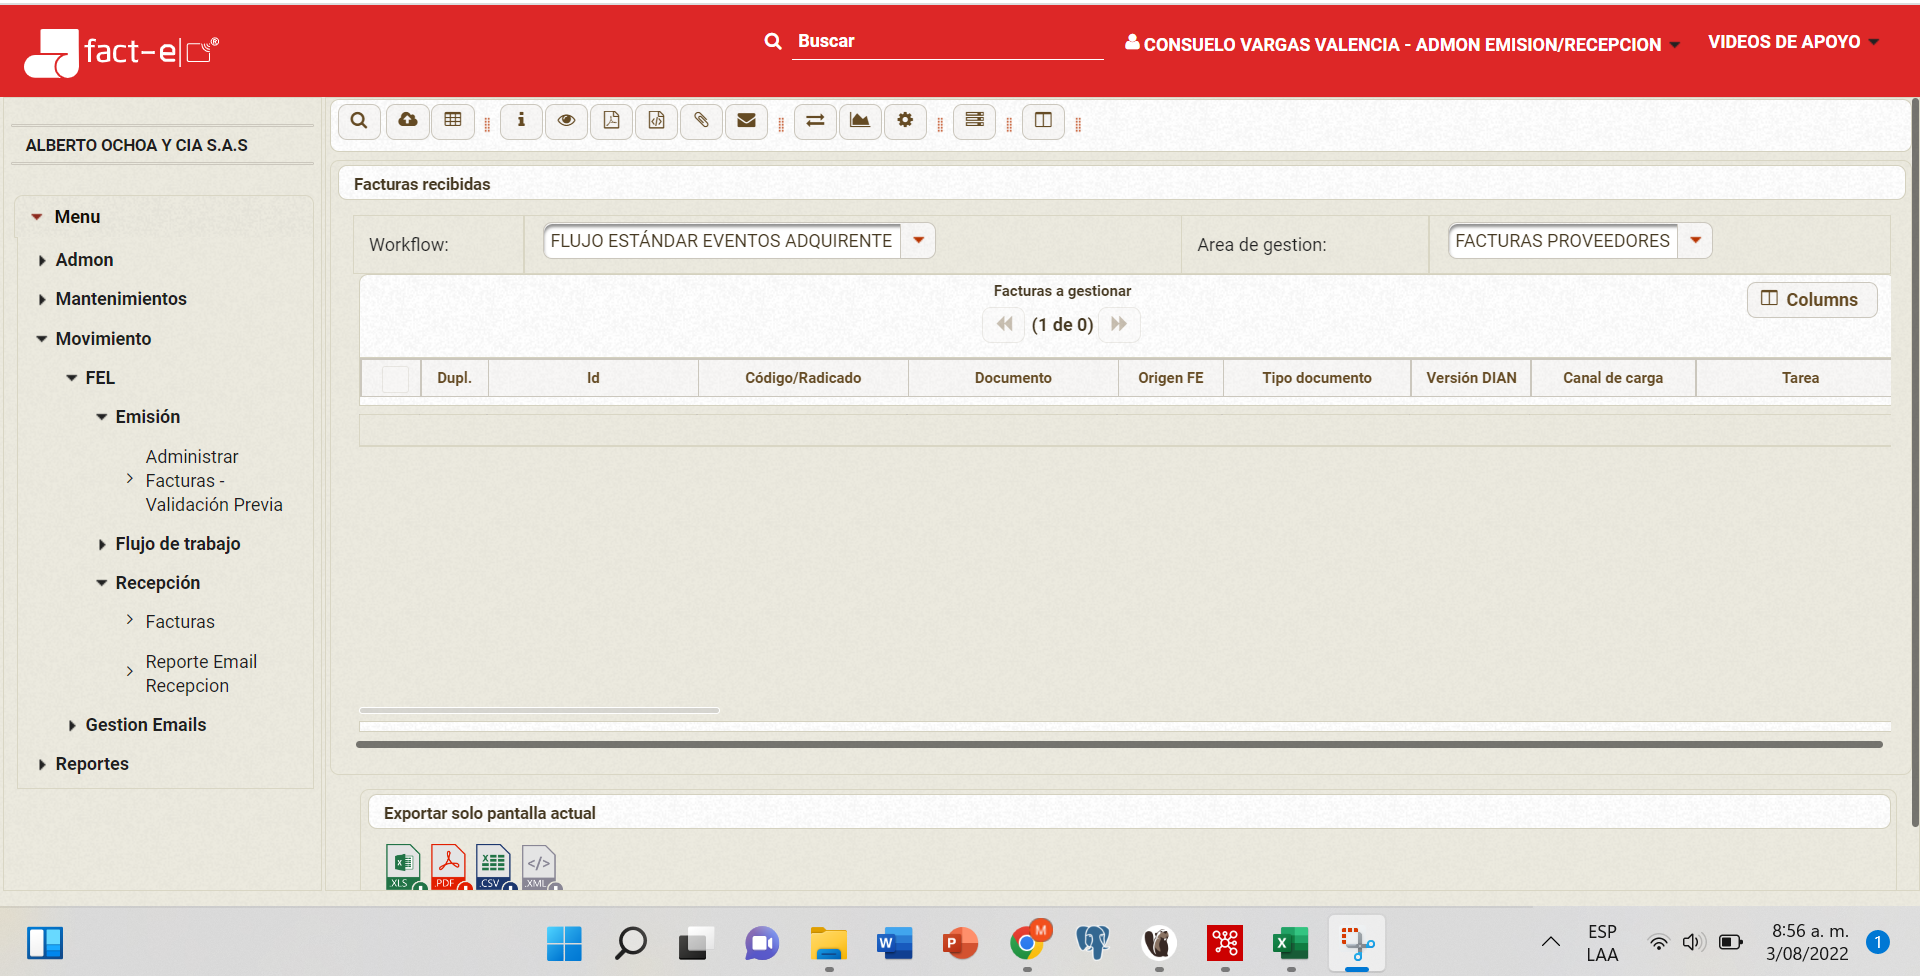 fact-e
Buscar
CONSUELO VARGAS VALENCIA - ADMON EMISION/RECEPCION
VIDEOS DE APOYO
ALBERTO OCHOA Y CIA S.A.S
Menu
Admon
Mantenimientos
Movimiento
FEL
Emisión
Administrar
Facturas -
Validación Previa
Flujo de trabajo
Recepción
Facturas
Reporte Email
Recepcion
Gestion Emails
Reportes
Facturas recibidas
Workflow:
FLUJO ESTÁNDAR EVENTOS ADQUIRENTE
Area de gestion:
FACTURAS PROVEEDORES
Facturas a gestionar
(1 de 0)
Columns
Dupl. Id Código/Radicado Documento Origen FE Tipo documento Versión DIAN Canal de carga Tarea
Exportar solo pantalla actual
.XLS .PDF .CSV .XML
M
W
P
X
ESP
LAA
8:56 a. m.
3/08/2022
1